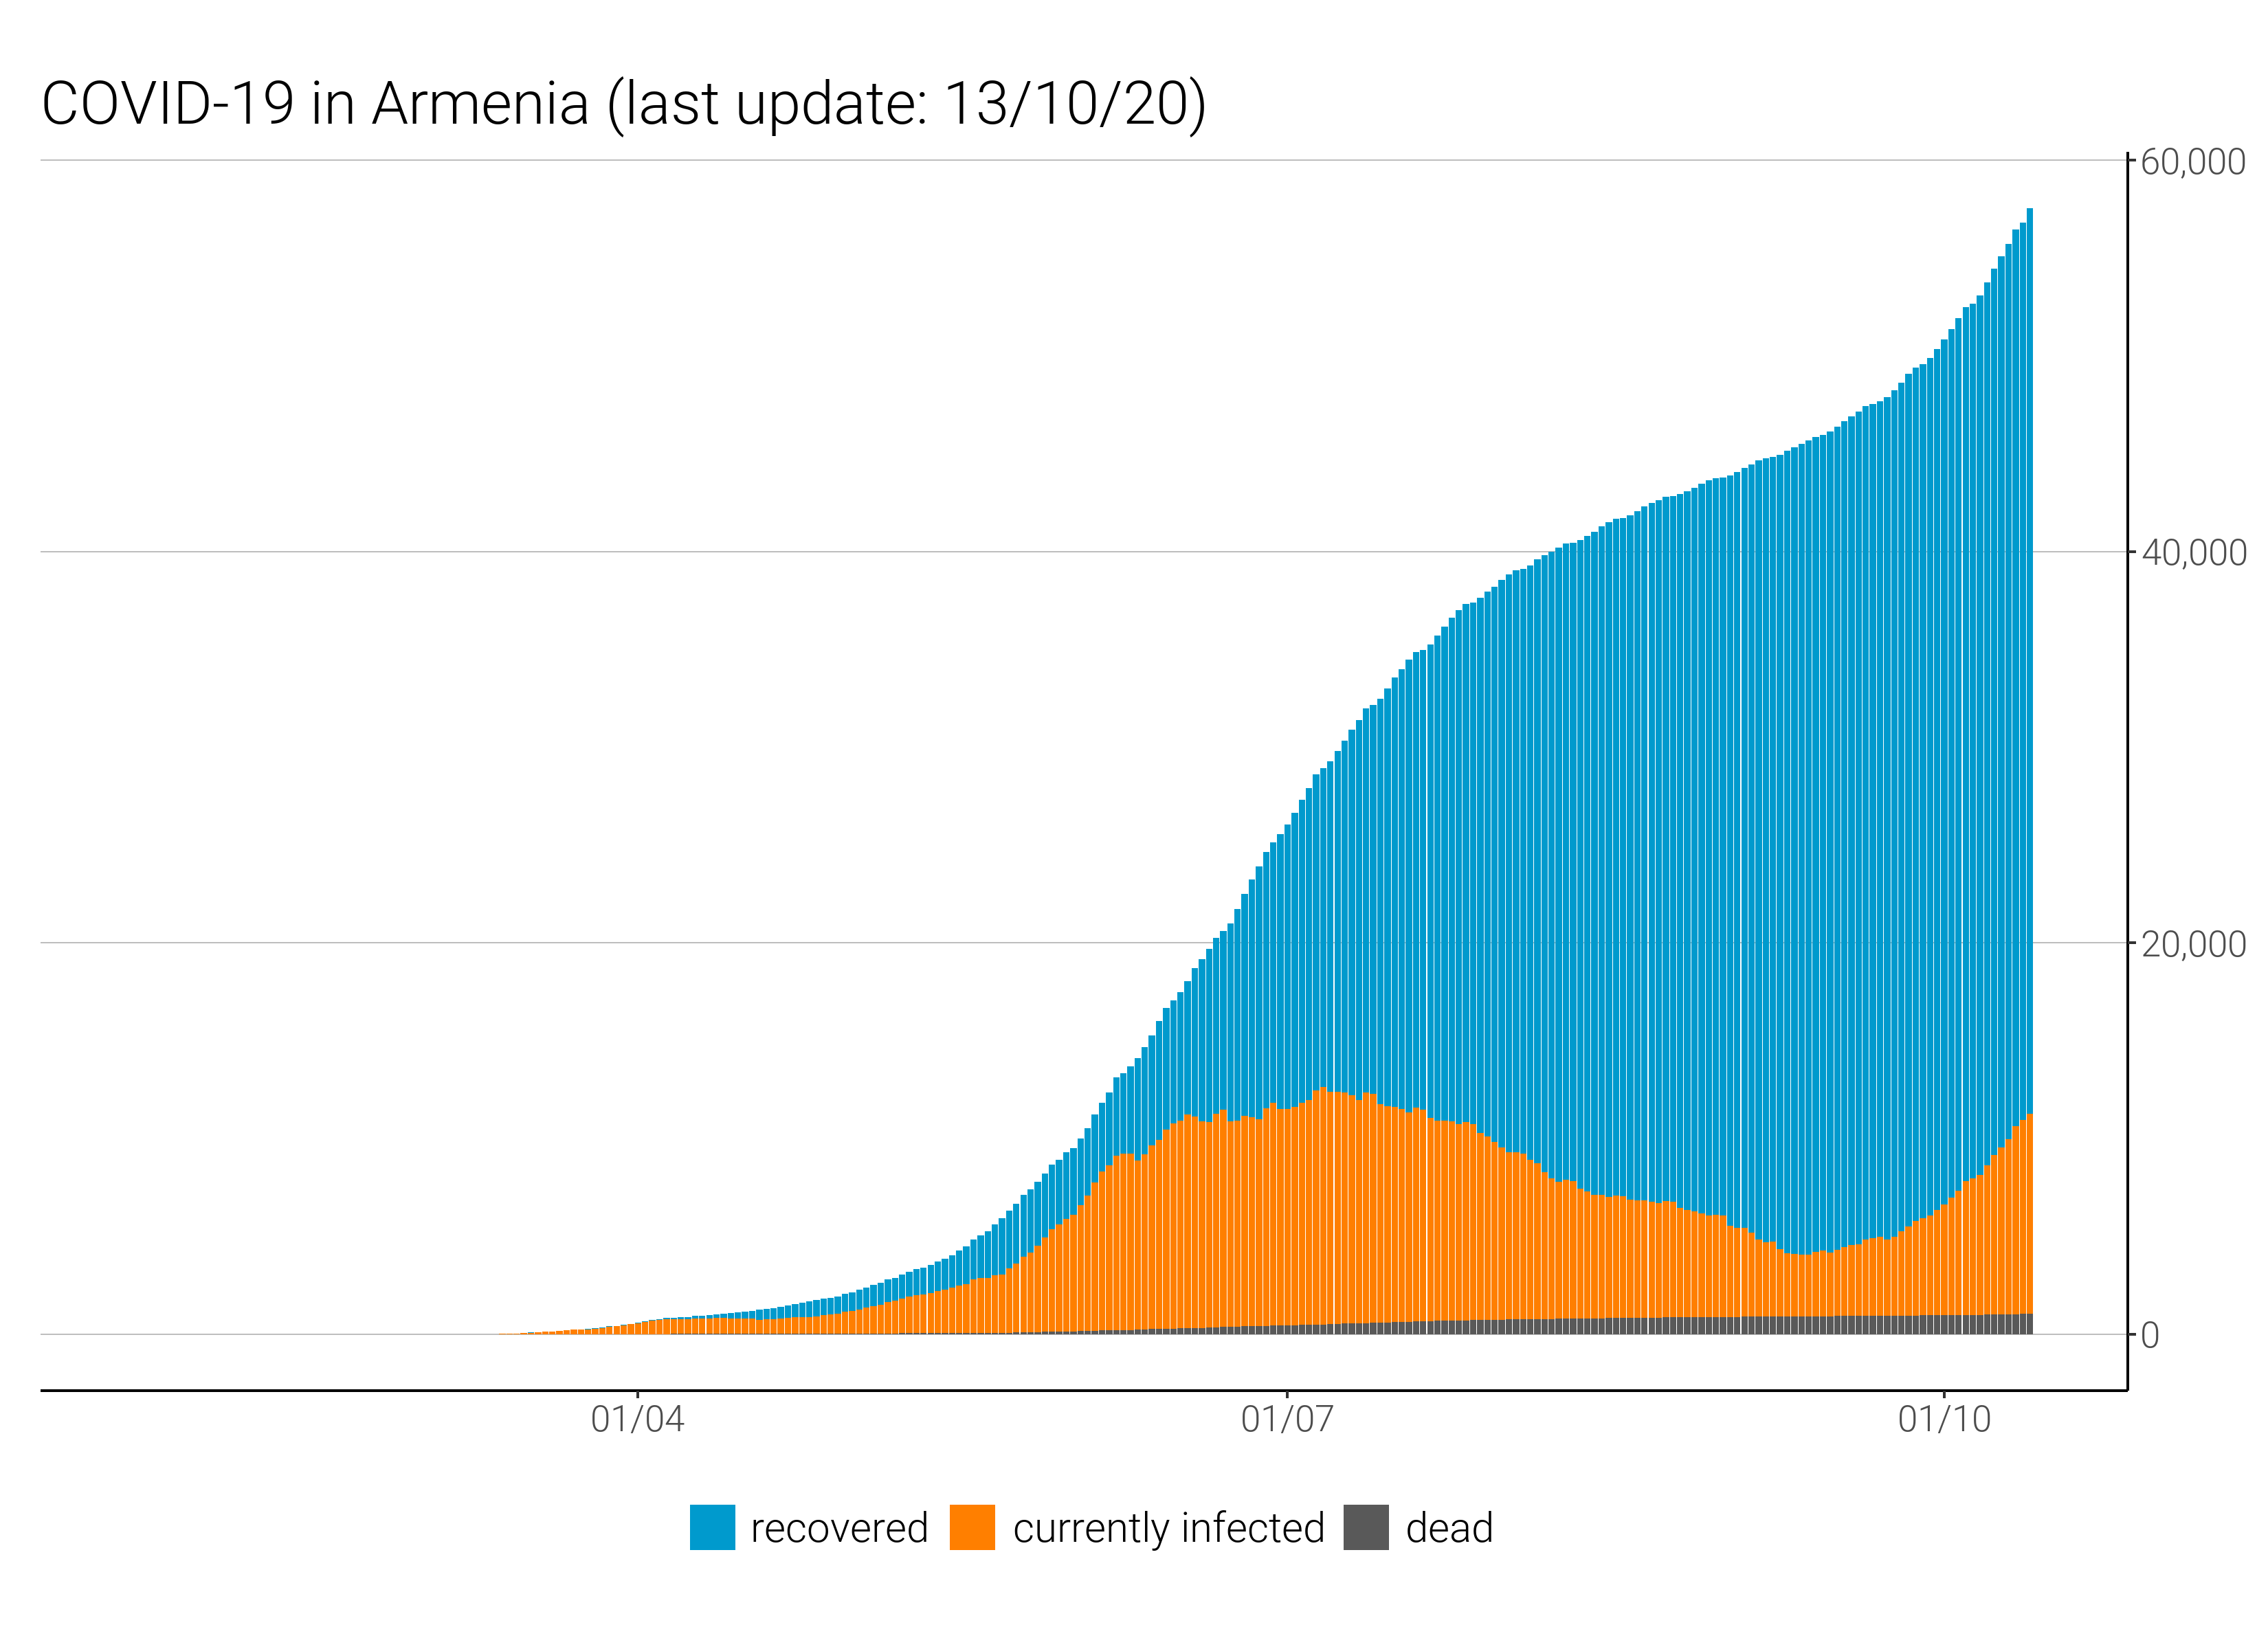 COVID-19 in Armenia (last update: 13/10/20)
60,000
40,000
20,000
0
01/04 01/07 01/10
recovered currently infected dead